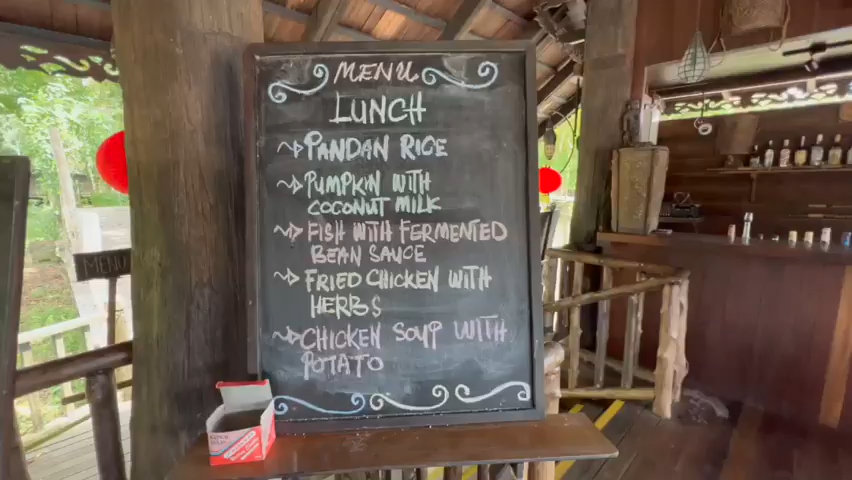 MENU
LUNCH
PANDAN RICE
PUMPKIN WITH
COCONUT MILK
FISH WITH FERMENTED
BEAN SAUCE
FRIED CHICKEN WITH
HERBS
CHICKEN SOUP WITH
POTATO
MENU